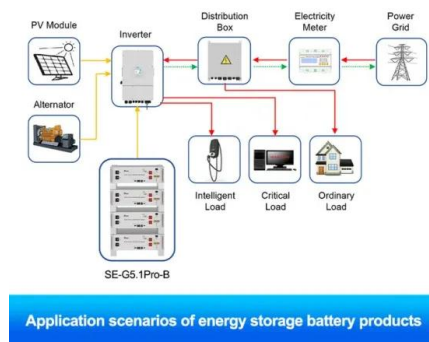 PV Module
Inverter
Distribution
Box
Electricity
Meter
Power
Grid
Alternator
Intelligent
Load
Critical
Load
Ordinary
Load
SE-G5.1Pro-B
Application scenarios of energy storage battery products